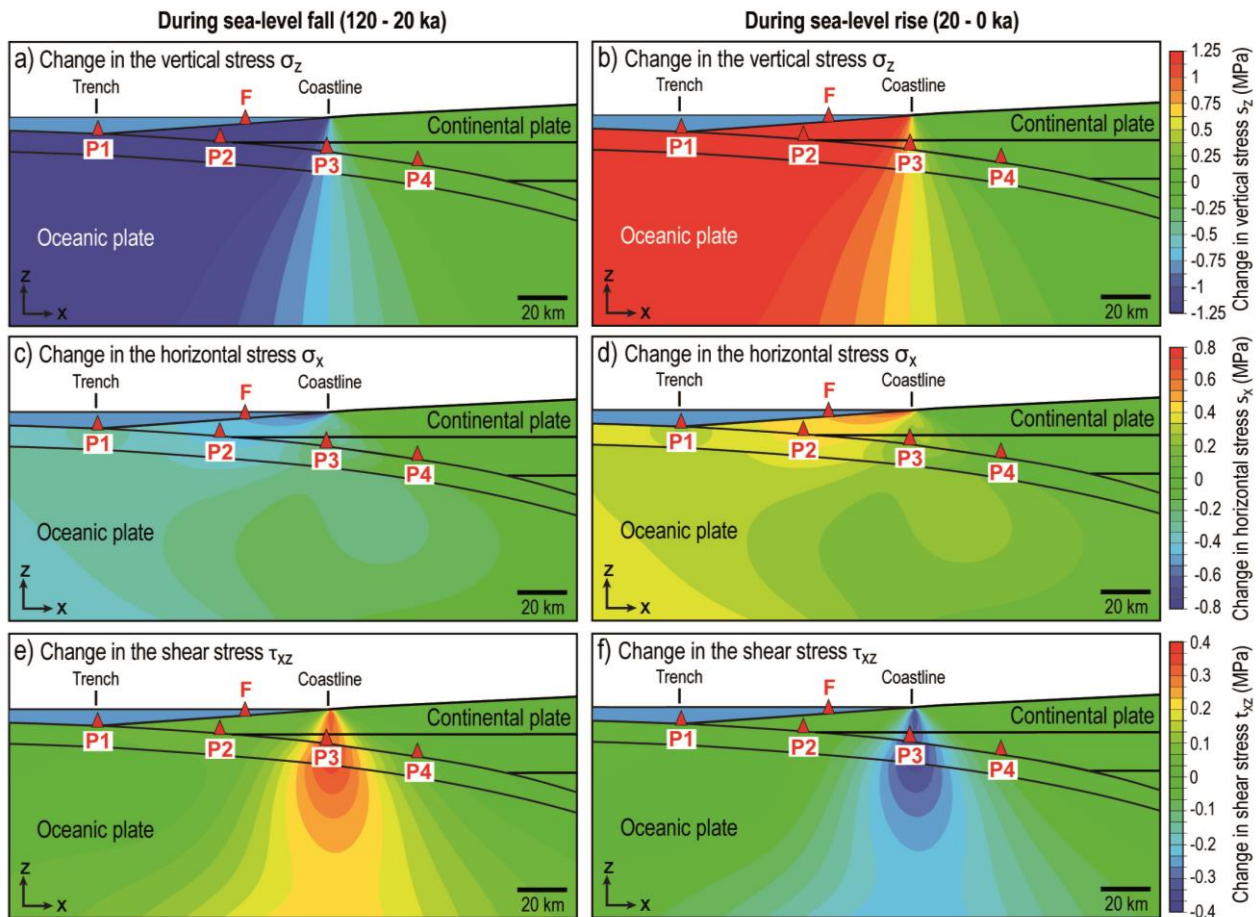 During sea-level fall (120 - 20 ka)
During sea-level rise (20 - 0 ka)
a) Change in the vertical stress σz
Trench
F
Coastline
Continental plate
P1
P2
P3
P4
Oceanic plate
z
x
20 km
b) Change in the vertical stress σz
Trench
F
Coastline
Continental plate
P1
P2
P3
P4
Oceanic plate
z
x
20 km
1.25
1
0.75
0.5
0.25
0
-0.25
-0.5
-0.75
-1
-1.25
Change in vertical stress sz (MPa)
c) Change in the horizontal stress σx
Trench
F
Coastline
Continental plate
P1
P2
P3
P4
Oceanic plate
z
x
20 km
d) Change in the horizontal stress σx
Trench
F
Coastline
Continental plate
P1
P2
P3
P4
Oceanic plate
z
x
20 km
0.8
0.6
0.4
0.2
0
-0.2
-0.4
-0.6
-0.8
Change in horizontal stress sx (MPa)
e) Change in the shear stress τxz
Trench
F
Coastline
Continental plate
P1
P2
P3
P4
Oceanic plate
z
x
20 km
f) Change in the shear stress τxz
Trench
F
Coastline
Continental plate
P1
P2
P3
P4
Oceanic plate
z
x
20 km
0.4
0.3
0.2
0.1
0
-0.1
-0.2
-0.3
-0.4
Change in shear stress txz (MPa)